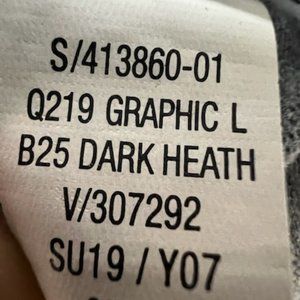 S/413860-01
Q219 GRAPHIC L
B25 DARK HEATH
V/307292
SU19 / Y07